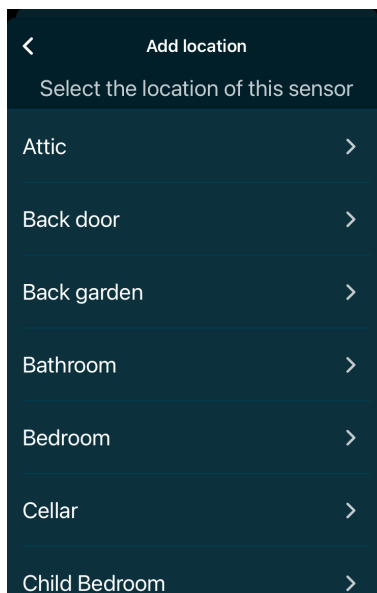 Add location
Select the location of this sensor
Attic
Back door
Back garden
Bathroom
Bedroom
Cellar
Child Bedroom